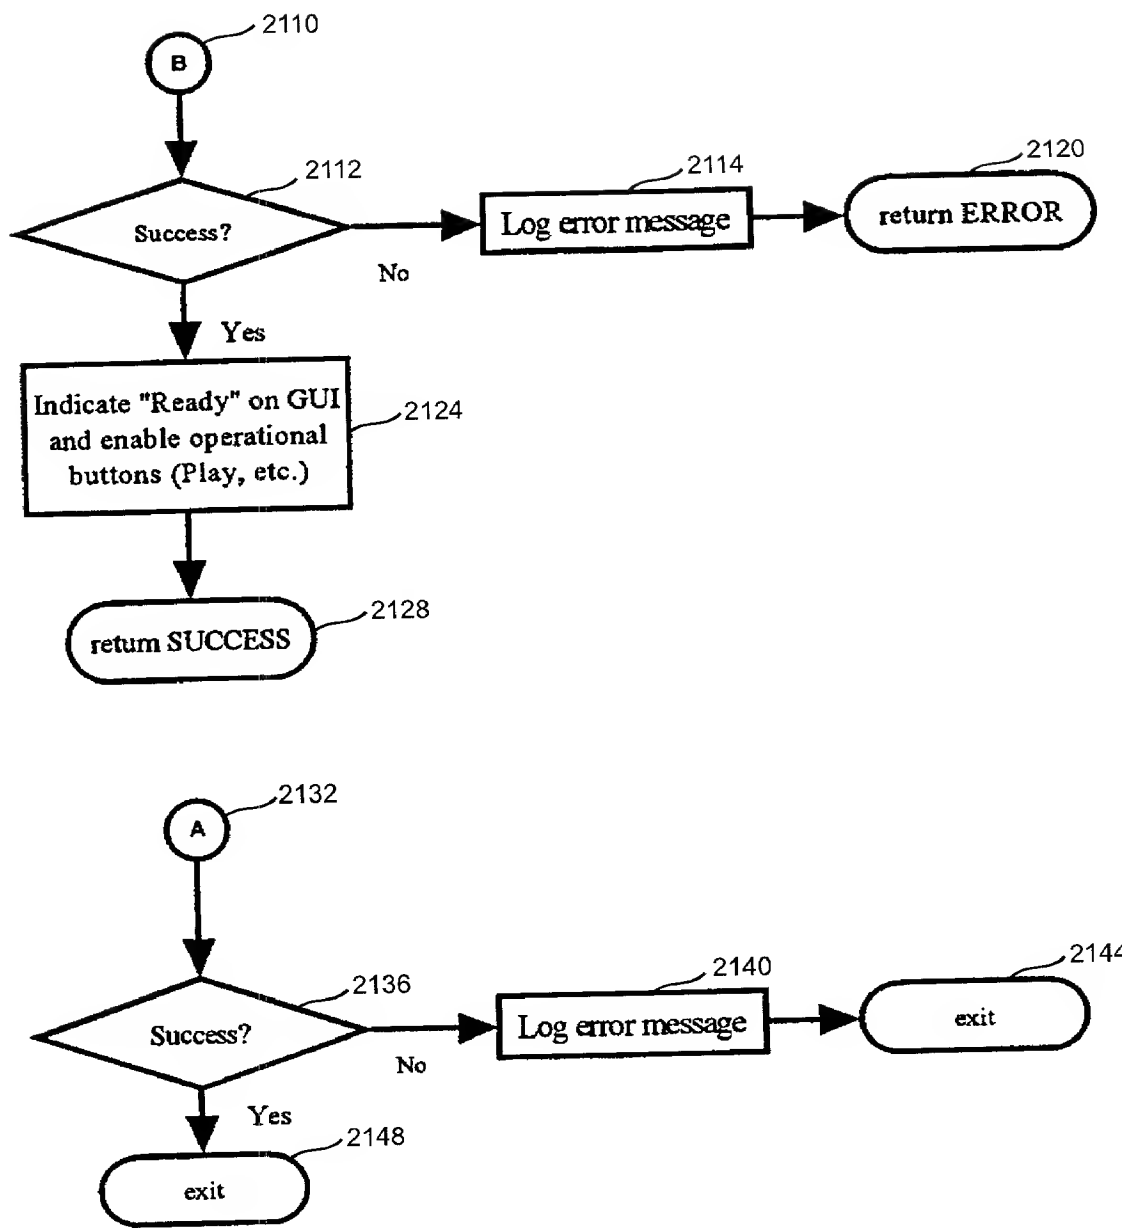 2110
B
2112
Success?
No
2114
Log error message
2120
return ERROR
Yes
Indicate "Ready" on GUI
and enable operational
buttons (Play, etc.)
2124
2128
return SUCCESS
2132
A
2136
Success?
No
2140
Log error message
2144
exit
Yes
2148
exit